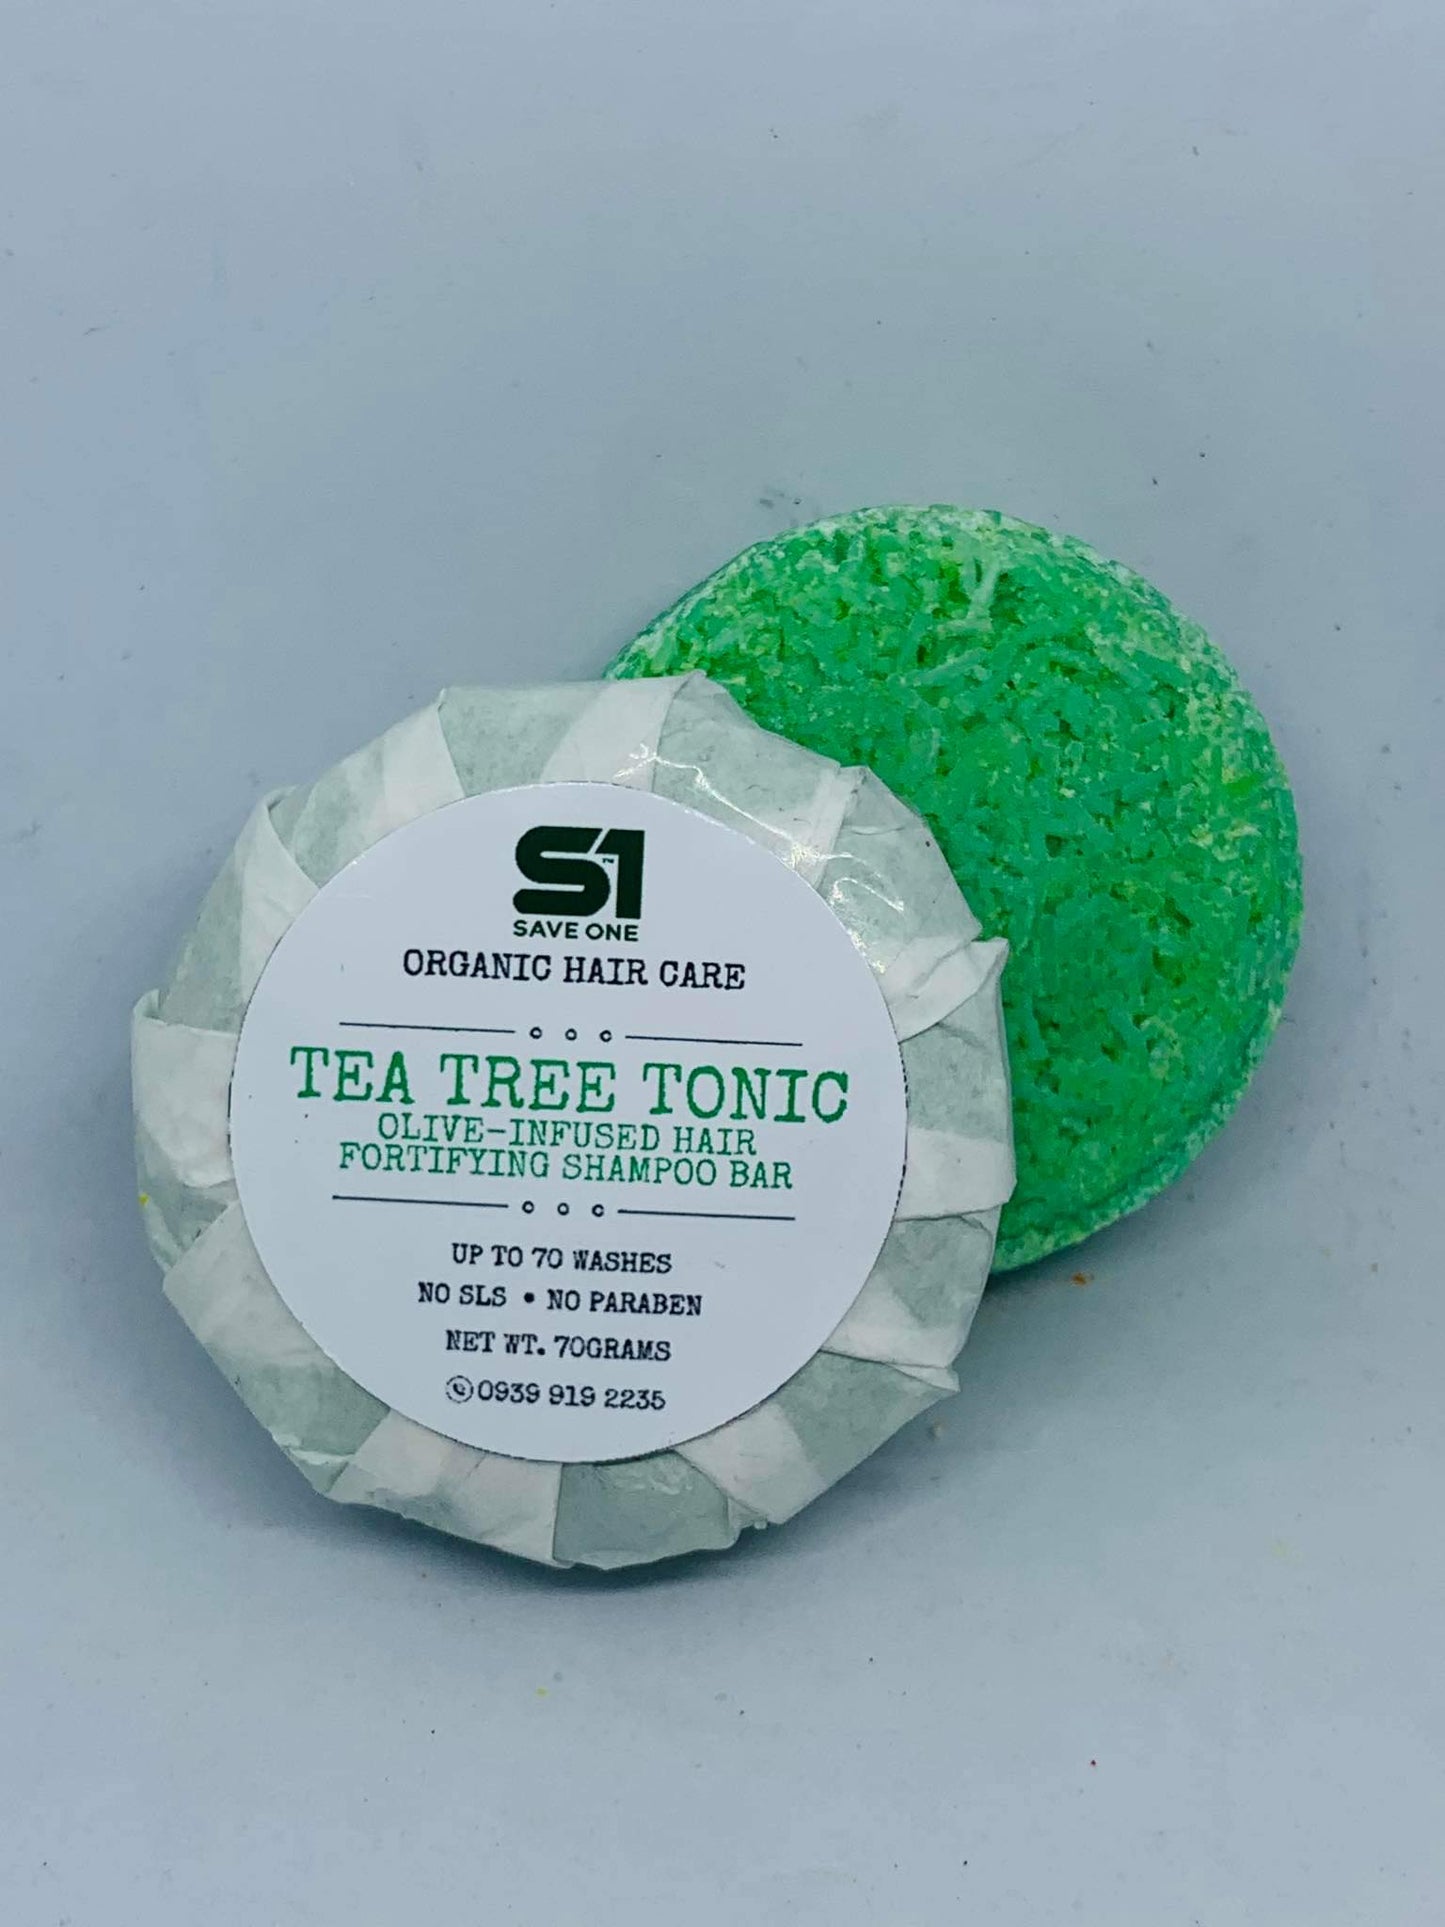 S1™
SAVE ONE
ORGANIC HAIR CARE
TEA TREE TONIC
OLIVE-INFUSED HAIR
FORTIFYING SHAMPOO BAR
UP TO 70 WASHES
NO SLS • NO PARABEN
NET WT. 70GRAMS
0939 919 2235